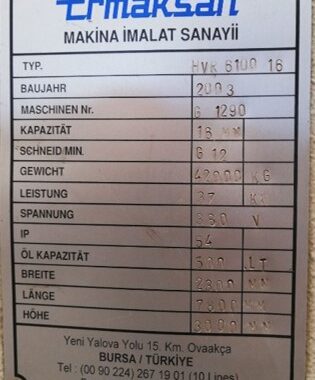 Ermaksan
MAKİNA İMALAT SANAYİİ
TYP. HVR 6100 16
BAUJAHR 2003
MASCHINEN Nr. G 1290
KAPAZITÄT 16 MM
SCHNEID/MIN. G 12
GEWICHT 42000 KG
LEISTUNG 37
SPANNUNG 380 V
IP 54
ÖL KAPAZITÄT 500 LT
BREITE 2800 MM
LÄNGE 7800 MM
HÖHE 3000 MM
Yeni Yalova Yolu 15. Km. Ovaakça
BURSA / TÜRKİYE
Tel : (00 90 224) 267 19 01 (10 Lines)